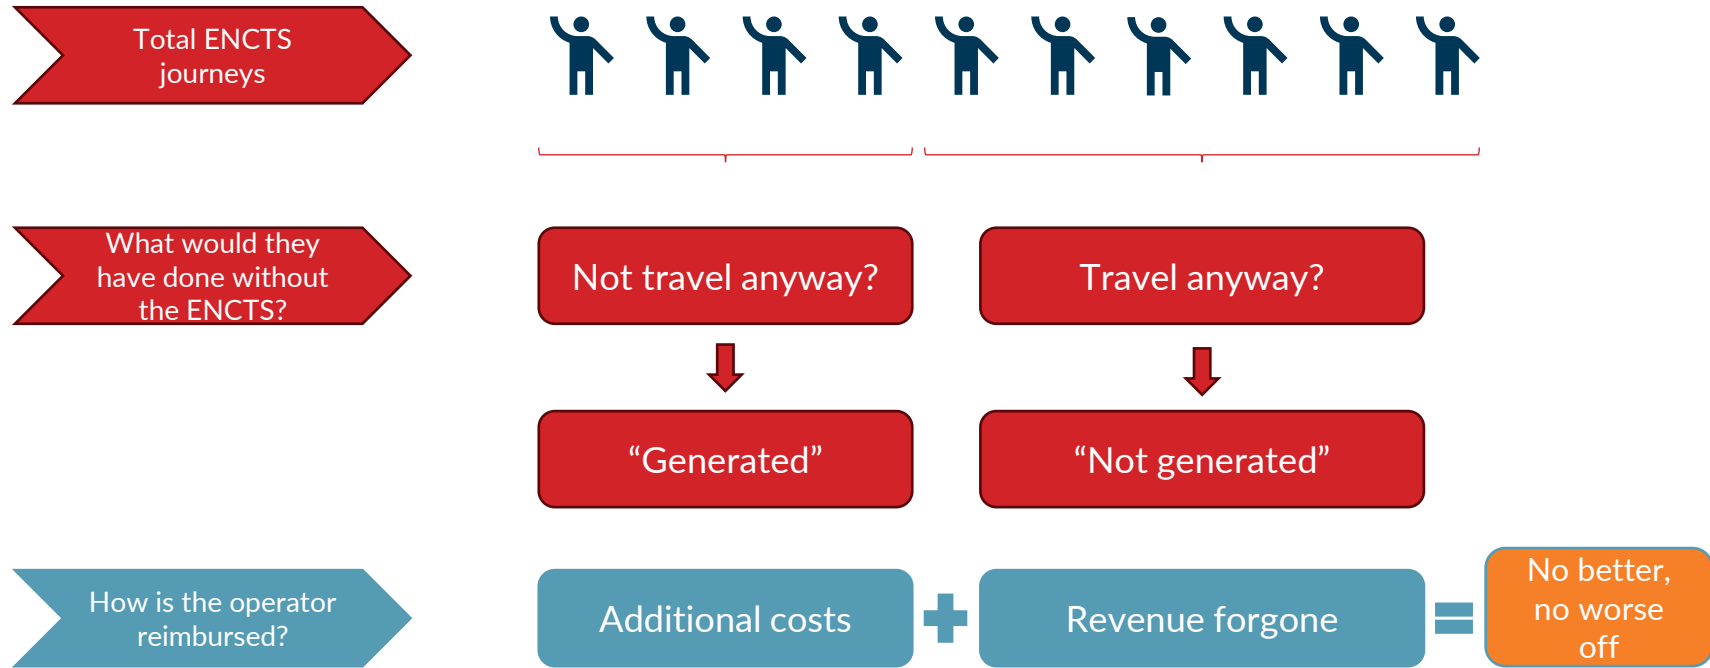 Total ENCTS
journeys
What would they
have done without
the ENCTS?
Not travel anyway?
Travel anyway?
“Generated”
“Not generated”
How is the operator
reimbursed?
Additional costs
Revenue forgone
No better,
no worse
off